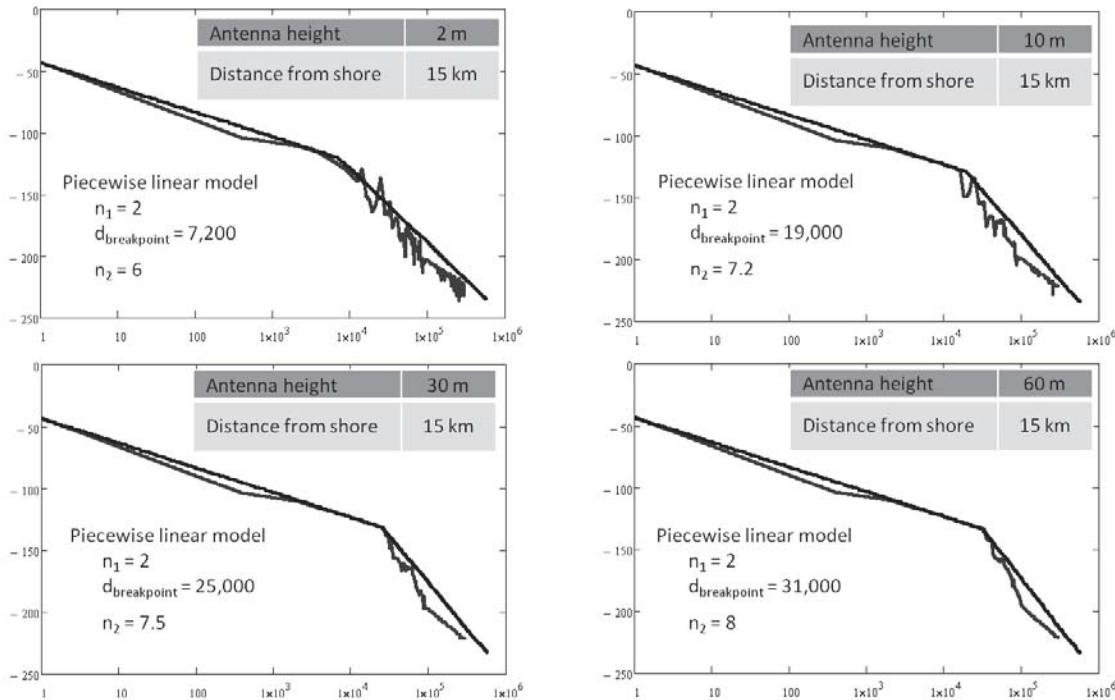 0
− 50
− 100
− 150
− 200
− 250
1 10 100 1×10³ 1×10⁴ 1×10⁵ 1×10⁶
Antenna height 2 m
Distance from shore 15 km
Piecewise linear model
n₁ = 2
d_breakpoint = 7,200
n₂ = 6
0
− 50
− 100
− 150
− 200
− 250
1 10 100 1×10³ 1×10⁴ 1×10⁵ 1×10⁶
Antenna height 10 m
Distance from shore 15 km
Piecewise linear model
n₁ = 2
d_breakpoint = 19,000
n₂ = 7.2
0
− 50
− 100
− 150
− 200
− 250
1 10 100 1×10³ 1×10⁴ 1×10⁵ 1×10⁶
Antenna height 30 m
Distance from shore 15 km
Piecewise linear model
n₁ = 2
d_breakpoint = 25,000
n₂ = 7.5
0
− 50
− 100
− 150
− 200
− 250
1 10 100 1×10³ 1×10⁴ 1×10⁵ 1×10⁶
Antenna height 60 m
Distance from shore 15 km
Piecewise linear model
n₁ = 2
d_breakpoint = 31,000
n₂ = 8